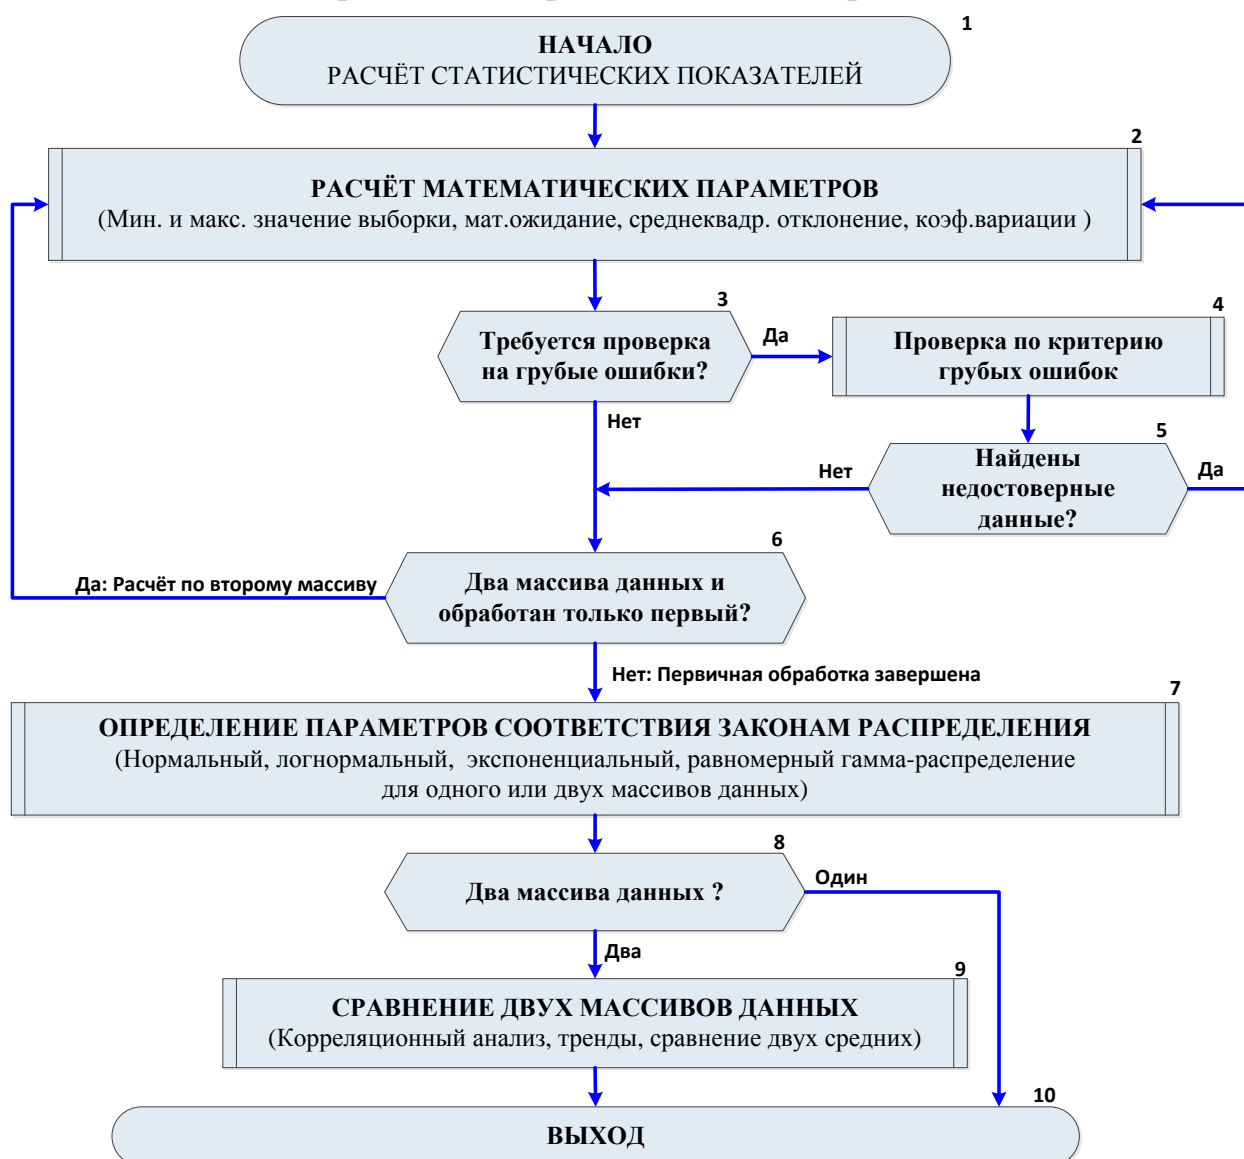 1
НАЧАЛО
РАСЧЁТ СТАТИСТИЧЕСКИХ ПОКАЗАТЕЛЕЙ
2
РАСЧЁТ МАТЕМАТИЧЕСКИХ ПАРАМЕТРОВ
(Мин. и макс. значение выборки, мат.ожидание, среднеквадр. отклонение, коэф.вариации )
3
Требуется проверка
на грубые ошибки?
Да
4
Проверка по критерию
грубых ошибок
Нет
5
Найдены
недостоверные
данные?
Нет
Да
6
Два массива данных и
обработан только первый?
Да: Расчёт по второму массиву
Нет: Первичная обработка завершена
7
ОПРЕДЕЛЕНИЕ ПАРАМЕТРОВ СООТВЕТСТВИЯ ЗАКОНАМ РАСПРЕДЕЛЕНИЯ
(Нормальный, логнормальный, экспоненциальный, равномерный гамма-распределение
для одного или двух массивов данных)
8
Два массива данных ?
Один
Два
9
СРАВНЕНИЕ ДВУХ МАССИВОВ ДАННЫХ
(Корреляционный анализ, тренды, сравнение двух средних)
10
ВЫХОД